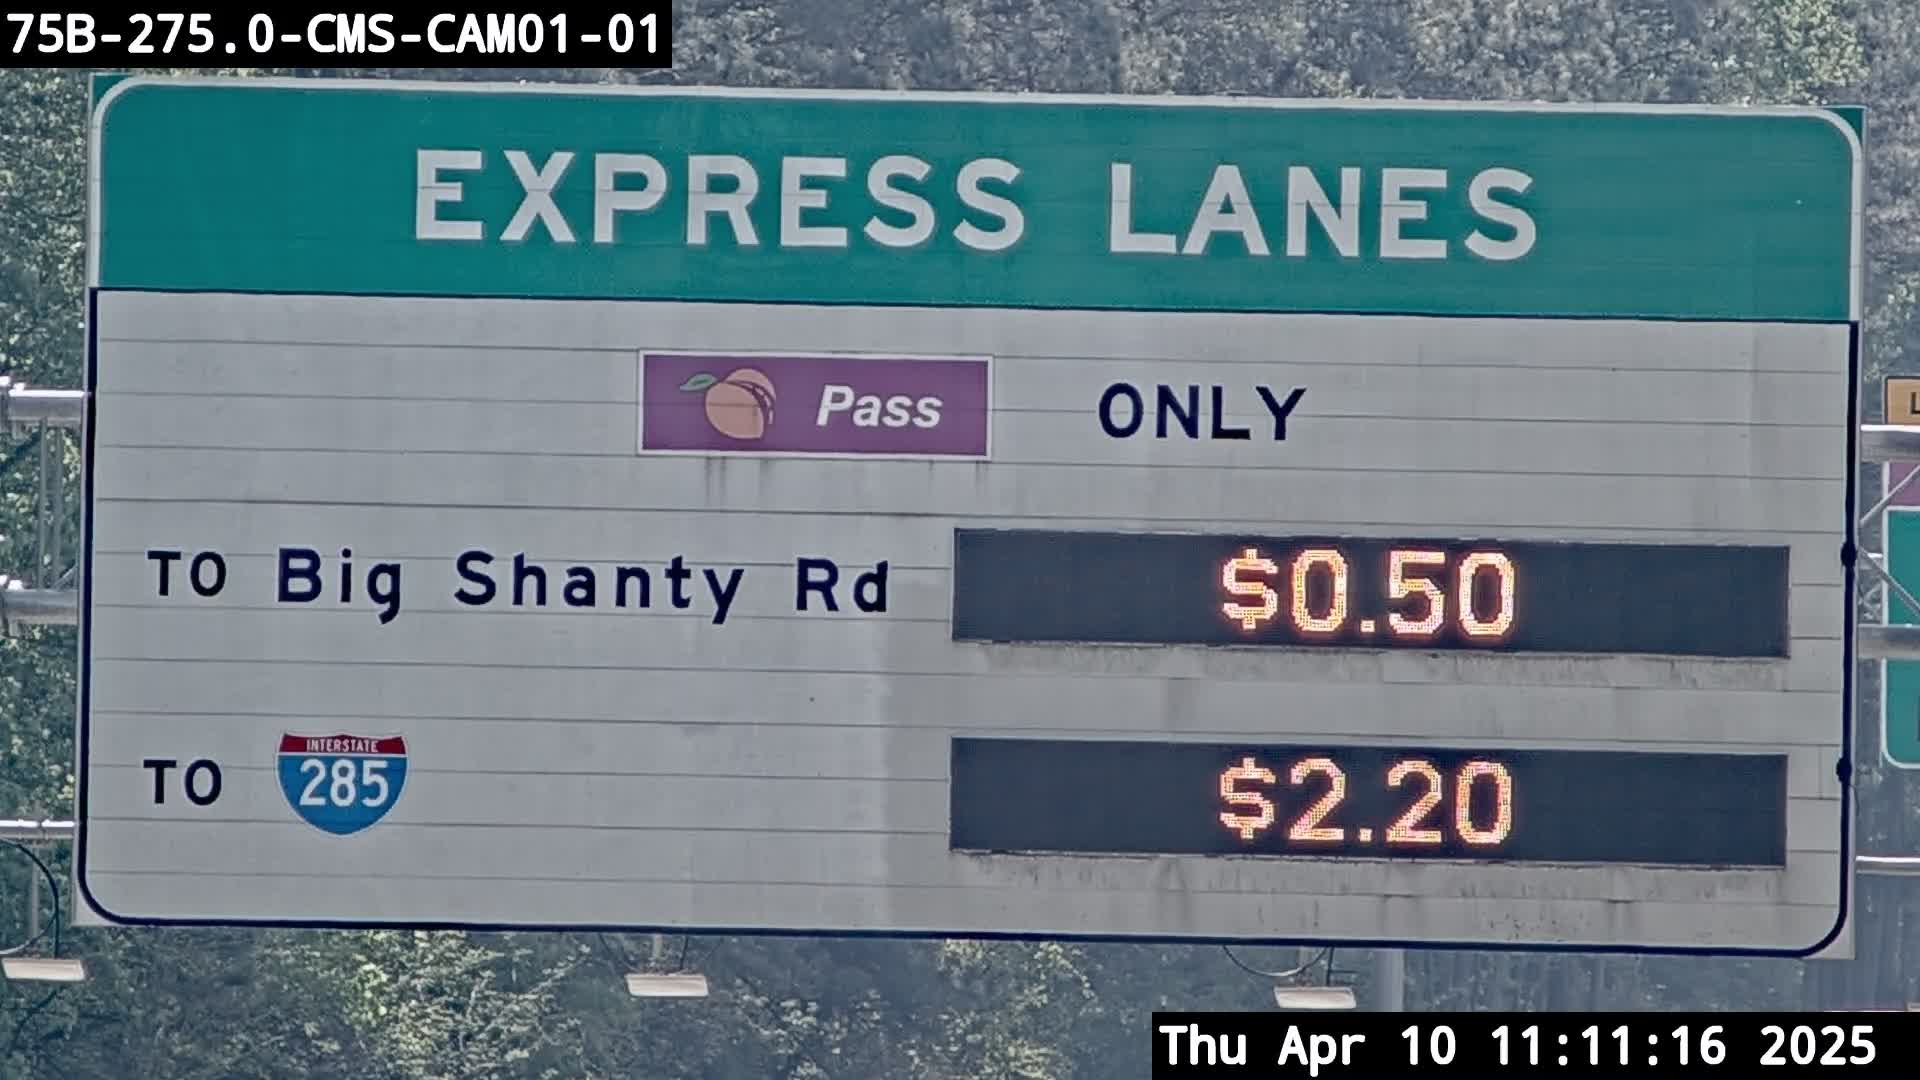 75B-275.0-CMS-CAM01-01
EXPRESS LANES
Pass ONLY
TO Big Shanty Rd $0.50
TO INTERSTATE 285 $2.20
Thu Apr 10 11:11:16 2025